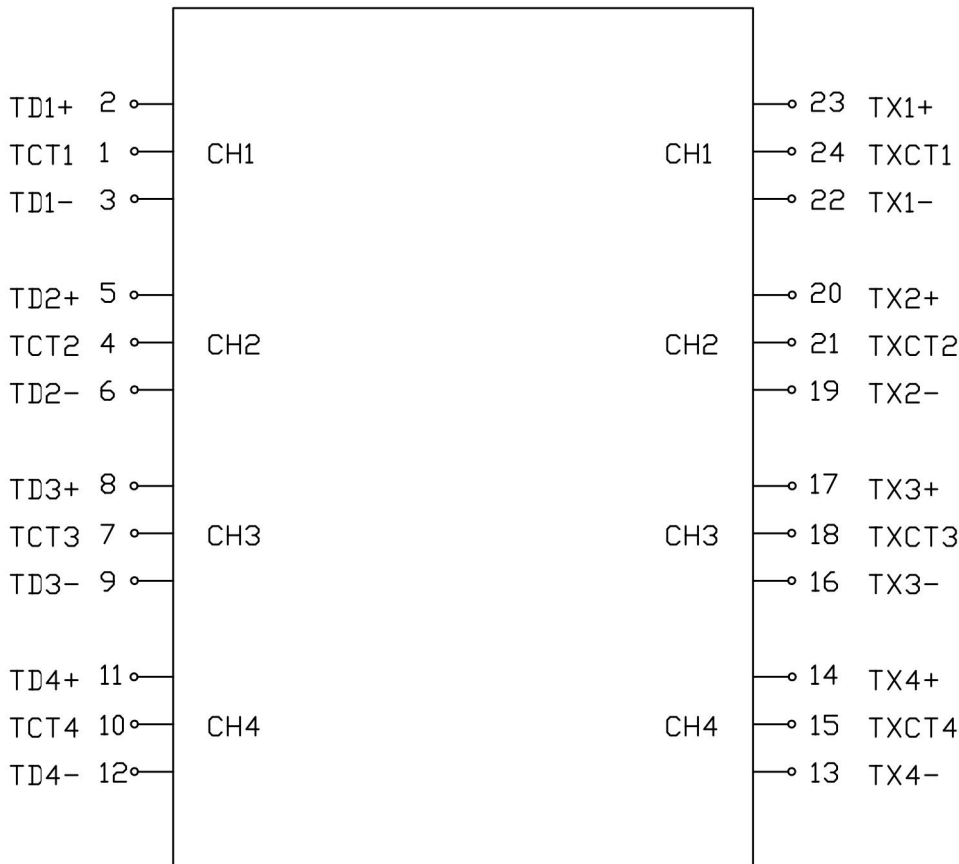 TD1+ 2 23 TX1+
TCT1 1 CH1 CH1 24 TXCT1
TD1- 3 22 TX1-
TD2+ 5 20 TX2+
TCT2 4 CH2 CH2 21 TXCT2
TD2- 6 19 TX2-
TD3+ 8 17 TX3+
TCT3 7 CH3 CH3 18 TXCT3
TD3- 9 16 TX3-
TD4+ 11 14 TX4+
TCT4 10 CH4 CH4 15 TXCT4
TD4- 12 13 TX4-